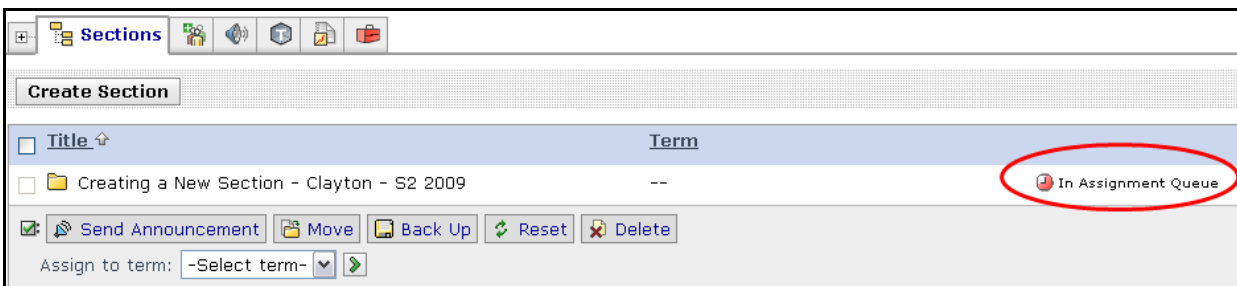 Sections
Create Section
Title Term
Creating a New Section - Clayton - S2 2009 -- In Assignment Queue
Send Announcement Move Back Up Reset Delete
Assign to term: -Select term-